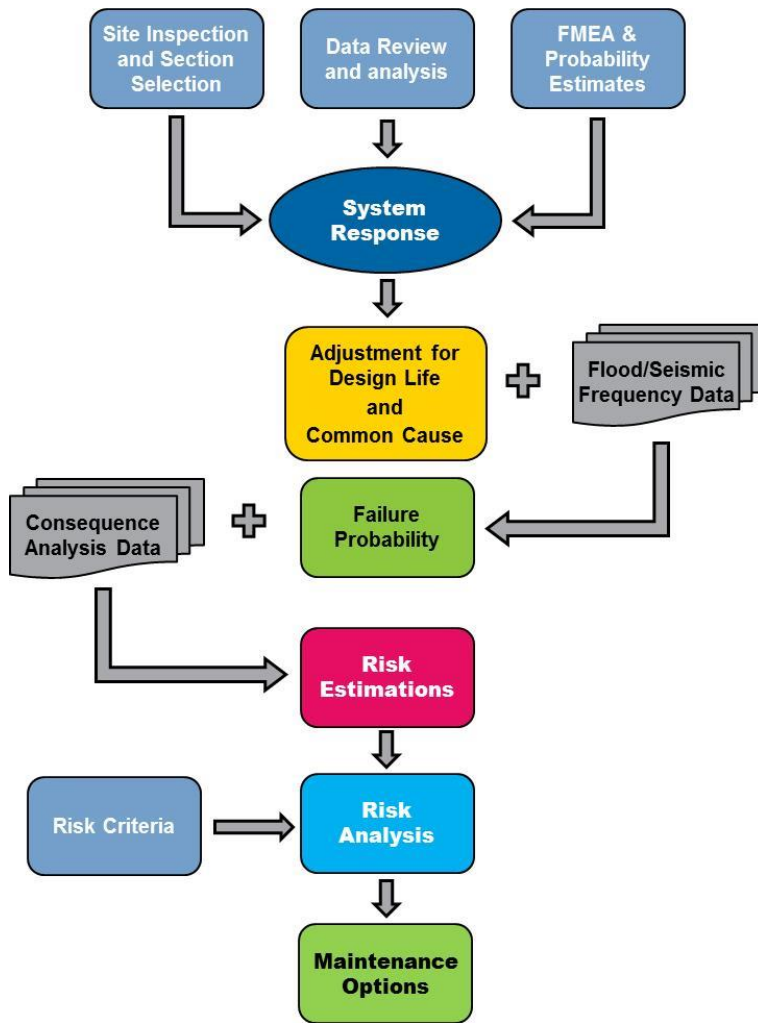 Site Inspection
and Section
Selection
Data Review
and analysis
FMEA &
Probability
Estimates
System
Response
Adjustment for
Design Life
and
Common Cause
Flood/Seismic
Frequency Data
Consequence
Analysis Data
Failure
Probability
Risk
Estimations
Risk Criteria
Risk
Analysis
Maintenance
Options